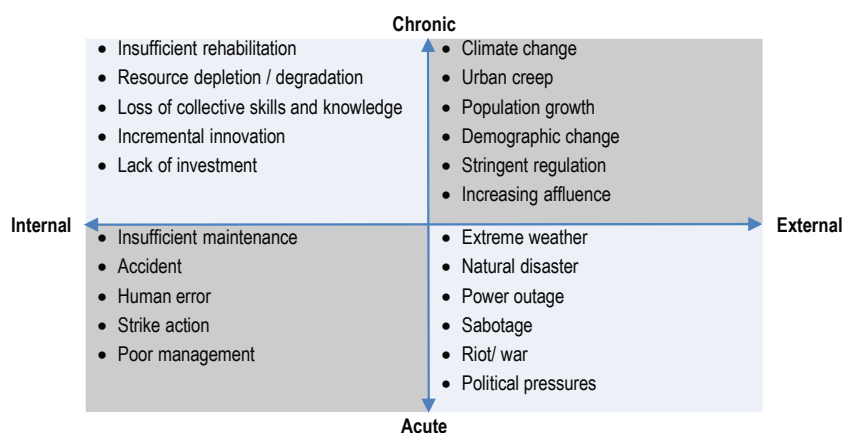 Chronic
• Insufficient rehabilitation
• Resource depletion / degradation
• Loss of collective skills and knowledge
• Incremental innovation
• Lack of investment
• Climate change
• Urban creep
• Population growth
• Demographic change
• Stringent regulation
• Increasing affluence
Internal
External
• Insufficient maintenance
• Accident
• Human error
• Strike action
• Poor management
• Extreme weather
• Natural disaster
• Power outage
• Sabotage
• Riot/ war
• Political pressures
Acute